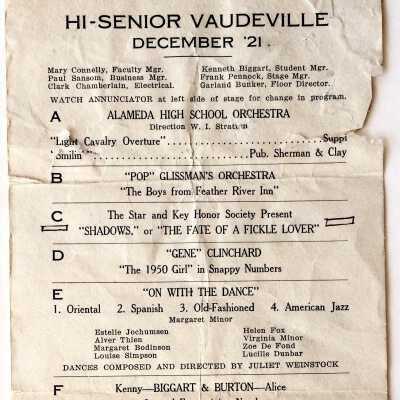 HI-SENIOR VAUDEVILLE
DECEMBER '21.
Mary Connelly, Faculty Mgr. Kenneth Biggart, Student Mgr.
Paul Sansom, Business Mgr. Frank Pennock, Stage Mgr.
Clark Chamberlain, Electrical. Garland Bunker, Floor Director.
WATCH ANNUNCIATOR at left side of stage for change in program.
A ALAMEDA HIGH SCHOOL ORCHESTRA
Direction W. I. Stratton
"Light Cavalry Overture" Suppi
'Smilin'" Pub. Sherman & Clay
B "POP" GLISSMAN'S ORCHESTRA
"The Boys from Feather River Inn"
C The Star and Key Honor Society Present
"SHADOWS," or "THE FATE OF A FICKLE LOVER"
D "GENE" CLINCHARD
"The 1950 Girl" in Snappy Numbers
E "ON WITH THE DANCE"
1. Oriental 2. Spanish 3. Old-Fashioned 4. American Jazz
Margaret Minor
Estelle Jochumsen Helen Fox
Alver Thien Virginia Minor
Margaret Bodinson Zoe De Fond
Louise Simpson Lucille Dunbar
DANCES COMPOSED AND DIRECTED BY JULIET WEINSTOCK
F Kenny—BIGGART & BURTON—Alice